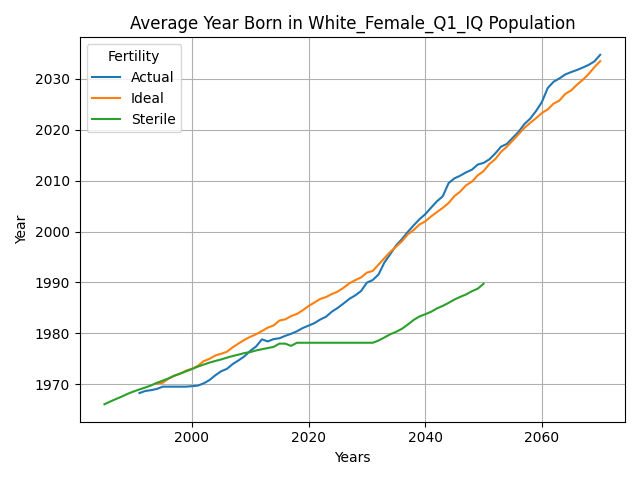 Average Year Born in White_Female_Q1_IQ Population
Fertility
Actual
Ideal
Sterile
Year
2030
2020
2010
2000
1990
1980
1970
2000
2020
2040
2060
Years